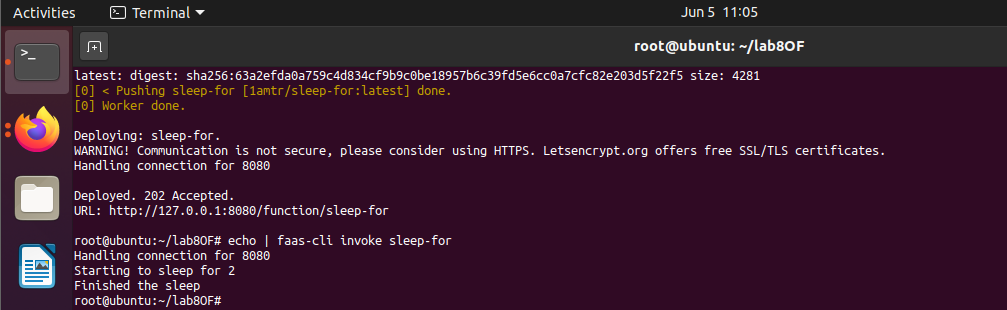 Activities
Terminal
Jun 5 11:05
root@ubuntu: ~/lab8OF
latest: digest: sha256:63a2efda0a759c4d834cf9b9c0be18957b6c39fd5e6cc0a7cfc82e203d5f22f5 size: 4281
[0] < Pushing sleep-for [1amtr/sleep-for:latest] done.
[0] Worker done.
Deploying: sleep-for.
WARNING! Communication is not secure, please consider using HTTPS. Letsencrypt.org offers free SSL/TLS certificates.
Handling connection for 8080
Deployed. 202 Accepted.
URL: http://127.0.0.1:8080/function/sleep-for
root@ubuntu:~/lab8OF# echo | faas-cli invoke sleep-for
Handling connection for 8080
Starting to sleep for 2
Finished the sleep
root@ubuntu:~/lab8OF#